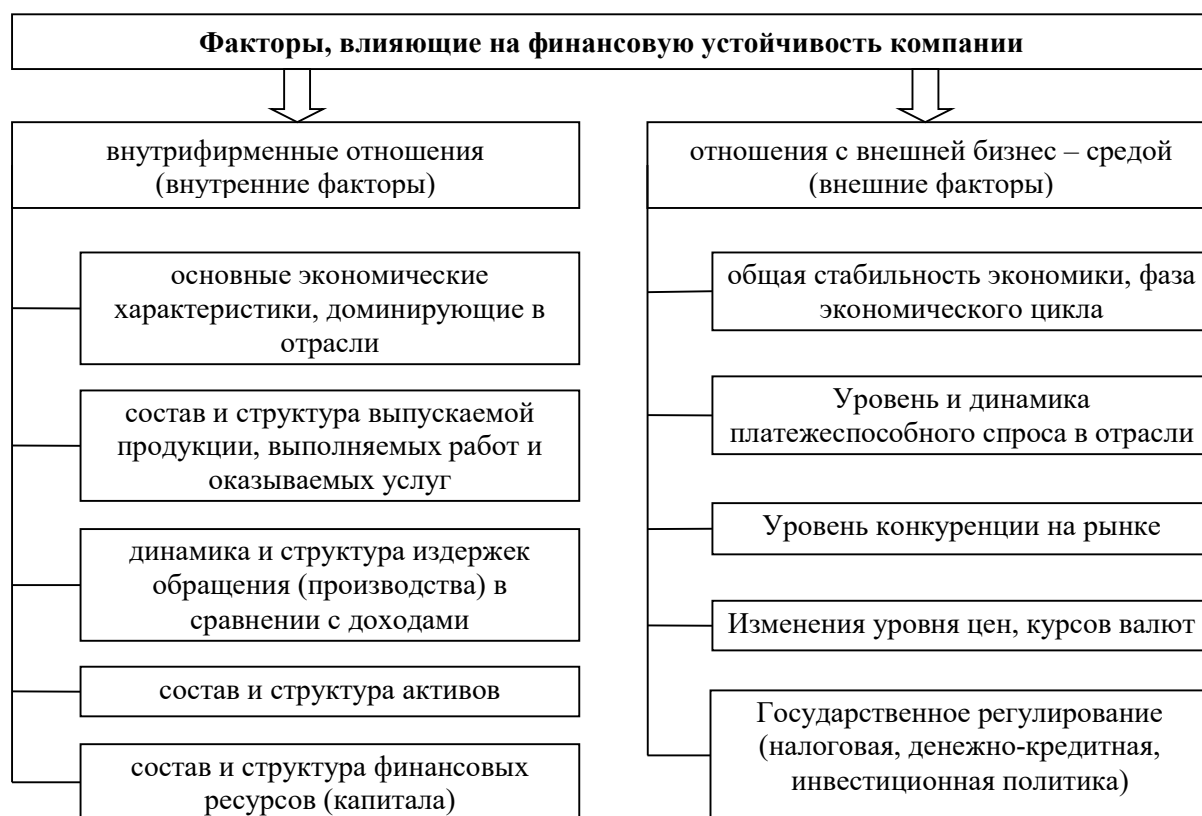 Факторы, влияющие на финансовую устойчивость компании
внутрифирменные отношения
(внутренние факторы)
основные экономические
характеристики, доминирующие в
отрасли
состав и структура выпускаемой
продукции, выполняемых работ и
оказываемых услуг
динамика и структура издержек
обращения (производства) в
сравнении с доходами
состав и структура активов
состав и структура финансовых
ресурсов (капитала)
отношения с внешней бизнес – средой
(внешние факторы)
общая стабильность экономики, фаза
экономического цикла
Уровень и динамика
платежеспособного спроса в отрасли
Уровень конкуренции на рынке
Изменения уровня цен, курсов валют
Государственное регулирование
(налоговая, денежно-кредитная,
инвестиционная политика)